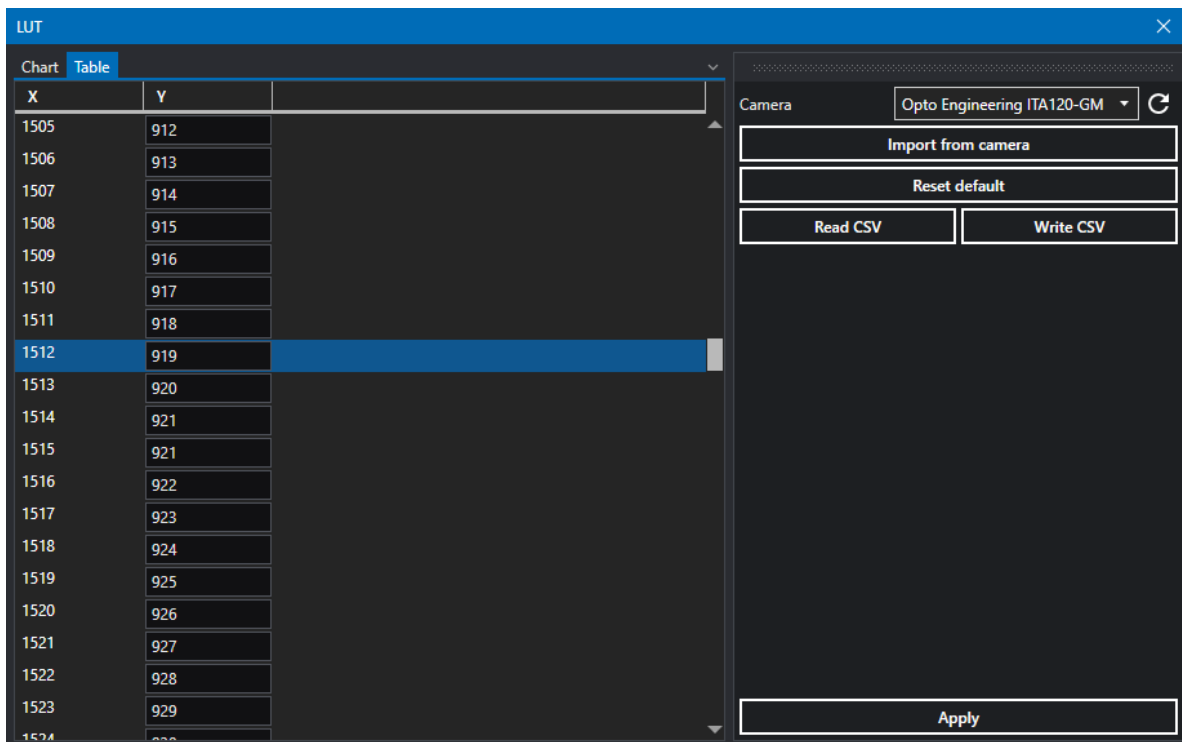 LUT
Chart Table
X Y
1505 912
1506 913
1507 914
1508 915
1509 916
1510 917
1511 918
1512 919
1513 920
1514 921
1515 921
1516 922
1517 923
1518 924
1519 925
1520 926
1521 927
1522 928
1523 929
1524
Camera Opto Engineering ITA120-GM
Import from camera
Reset default
Read CSV Write CSV
Apply